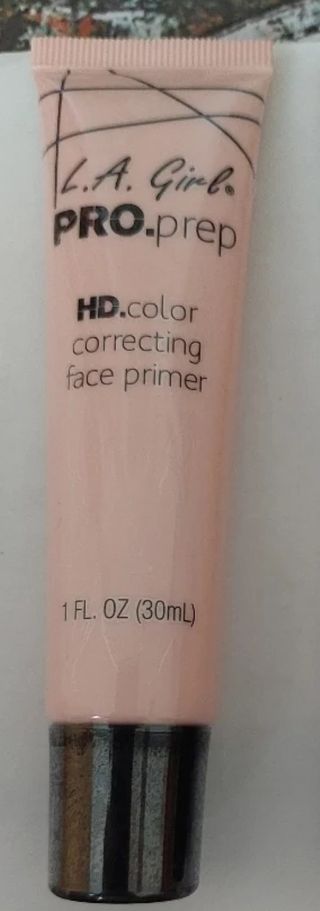 L.A. Girl®
PRO.prep
HD.color
correcting
face primer
1 FL. OZ (30mL)